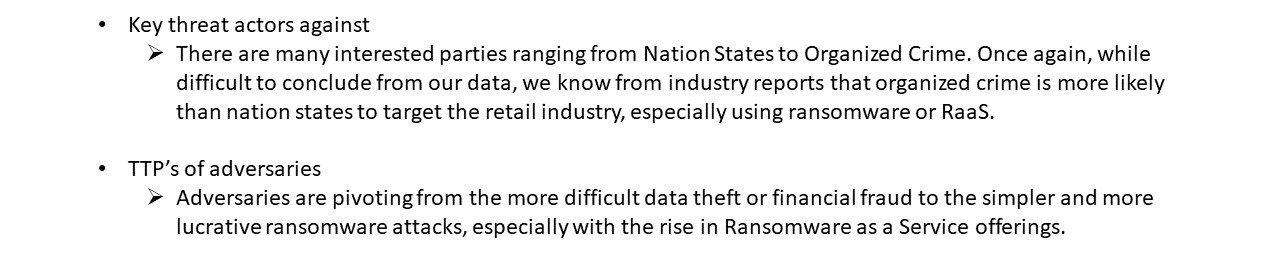 • Key threat actors against
➢ There are many interested parties ranging from Nation States to Organized Crime. Once again, while
difficult to conclude from our data, we know from industry reports that organized crime is more likely
than nation states to target the retail industry, especially using ransomware or RaaS.
• TTP’s of adversaries
➢ Adversaries are pivoting from the more difficult data theft or financial fraud to the simpler and more
lucrative ransomware attacks, especially with the rise in Ransomware as a Service offerings.